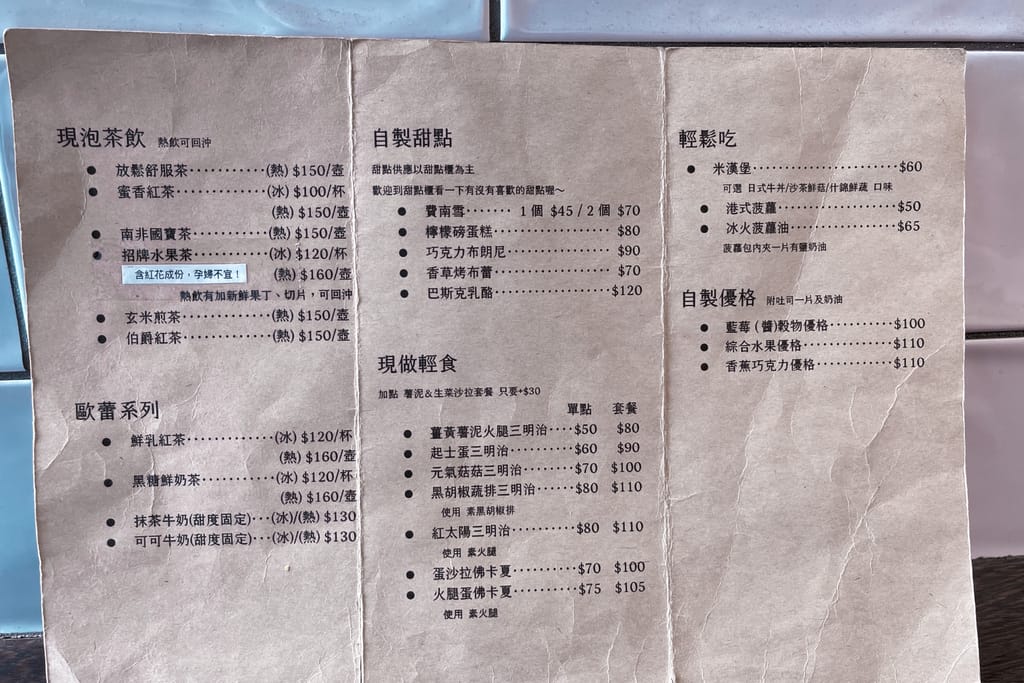 現泡茶飲 熱飲可回沖
● 放鬆舒服茶···········(熱) $150/壺
● 蜜香紅茶···········(冰) $100/杯
(熱) $150/壺
● 南非國寶茶··········(熱) $150/壺
● 招牌水果茶··········(冰) $120/杯
含紅花成份，孕婦不宜！ (熱) $160/壺
熱飲有加新鮮果丁、切片，可回沖
● 玄米煎茶···········(熱) $150/壺
● 伯爵紅茶···········(熱) $150/壺
歐蕾系列
● 鮮乳紅茶···········(冰) $120/杯
(熱) $160/壺
● 黑糖鮮奶茶·········(冰) $120/杯
(熱) $160/壺
● 抹茶牛奶(甜度固定)···(冰)/(熱) $130
● 可可牛奶(甜度固定)···(冰)/(熱) $130
自製甜點
甜點供應以甜點櫃為主
歡迎到甜點櫃看一下有沒有喜歡的甜點喔～
● 費南雪······· 1 個 $45 / 2 個 $70
● 檸檬磅蛋糕·················$80
● 巧克力布朗尼···············$90
● 香草烤布蕾·················$70
● 巴斯克乳酪·················$120
現做輕食
加點 薯泥＆生菜沙拉套餐 只要+$30
單點 套餐
● 薑黃薯泥火腿三明治····$50 $80
● 起士蛋三明治·········$60 $90
● 元氣菇菇三明治·······$70 $100
● 黑胡椒蔬排三明治······$80 $110
使用 素黑胡椒排
● 紅太陽三明治··········$80 $110
使用 素火腿
● 蛋沙拉佛卡夏··········$70 $100
● 火腿蛋佛卡夏··········$75 $105
使用 素火腿
輕鬆吃
● 米漢堡·····················$60
可選 日式牛丼/沙茶鮮菇/什錦鮮蔬 口味
● 港式菠蘿·················$50
● 冰火菠蘿油···············$65
菠蘿包內夾一片有鹽奶油
自製優格 附吐司一片及奶油
● 藍莓 (醬)穀物優格··········$100
● 綜合水果優格·············$110
● 香蕉巧克力優格···········$110